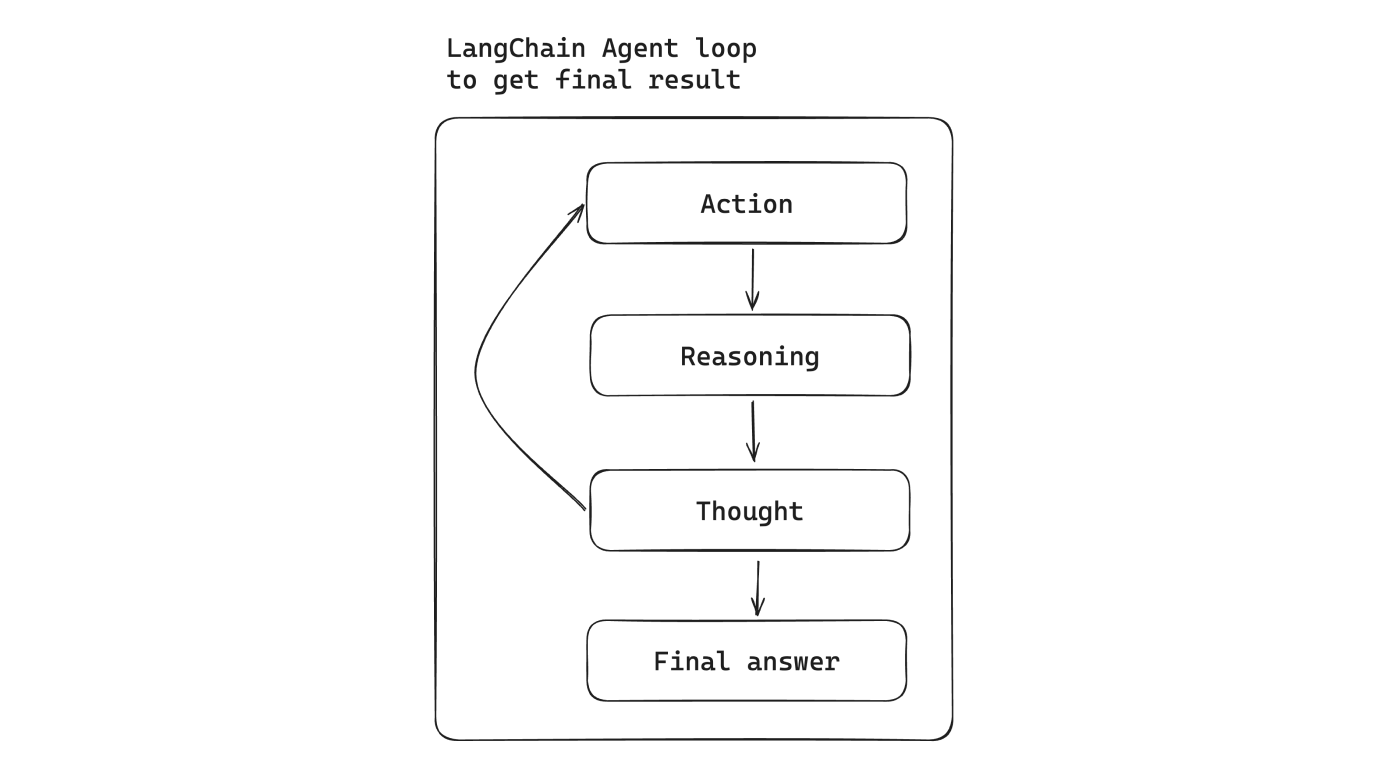 LangChain Agent loop
to get final result
Action
Reasoning
Thought
Final answer